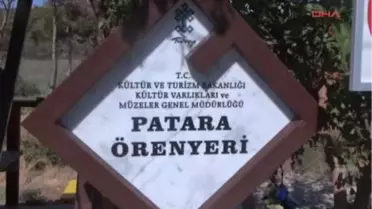 DHA
Türkiye
T.C.
KÜLTÜR VE TURİZM BAKANLIĞI
KÜLTÜR VARLIKLARI ve
MÜZELER GENEL MÜDÜRLÜĞÜ
PATARA
ÖRENYERİ